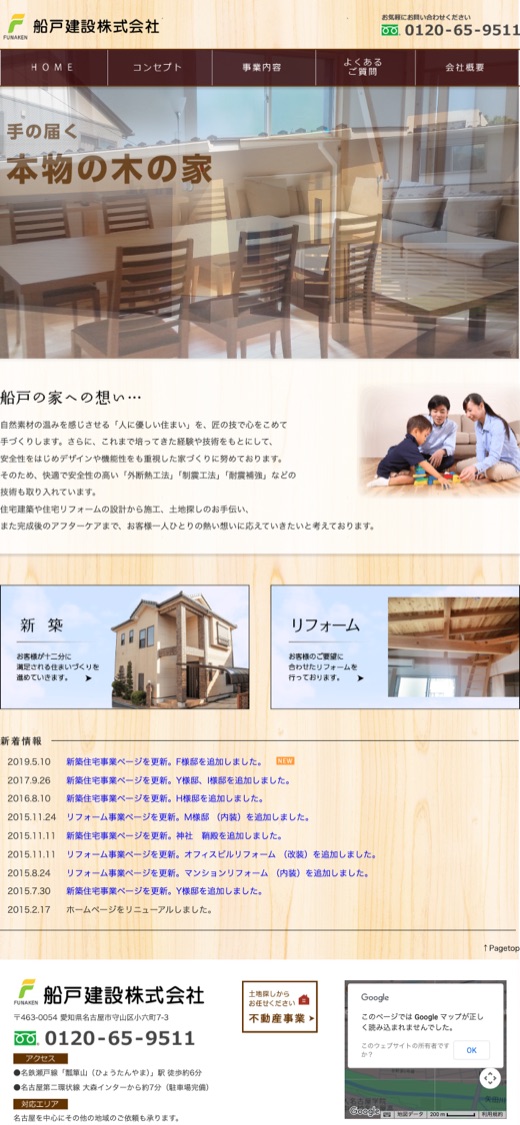 FUNAKEN
船戸建設株式会社
お気軽にお問い合わせください
0120-65-9511
HOME
コンセプト
事業内容
よくある
ご質問
会社概要
手の届く
本物の木の家
船戸の家への想い…
自然素材の温みを感じさせる「人に優しい住まい」を、匠の技で心をこめて
手づくりします。さらに、これまで培ってきた経験や技術をもとにして、
安全性をはじめデザインや機能性をも重視した家づくりに努めております。
そのため、快適で安全性の高い「外断熱工法」「制震工法」「耐震補強」などの
技術も取り入れています。
住宅建築や住宅リフォームの設計から施工、土地探しのお手伝い、
また完成後のアフターケアまで、お客様一人ひとりの熱い想いに応えていきたいと考えております。
新築
お客様が十二分に
満足される住まいづくりを
進めていきます。
リフォーム
お客様のご要望に
合わせたリフォームを
行っております。
新着情報
2019.5.10 新築住宅事業ページを更新。F様邸を追加しました。 NEW
2017.9.26 新築住宅事業ページを更新。Y様邸、I様邸を追加しました。
2016.8.10 新築住宅事業ページを更新。H様邸を追加しました。
2015.11.24 リフォーム事業ページを更新。M様邸 （内装）を追加しました。
2015.11.11 新築住宅事業ページを更新。神社 鞘殿を追加しました。
2015.11.11 リフォーム事業ページを更新。オフィスビルリフォーム （改装）を追加しました。
2015.8.24 リフォーム事業ページを更新。マンションリフォーム （内装）を追加しました。
2015.7.30 新築住宅事業ページを更新。Y様邸を追加しました。
2015.2.17 ホームページをリニューアルしました。
↑Pagetop
FUNAKEN
船戸建設株式会社
〒463-0054 愛知県名古屋市守山区小六町7-3
0120-65-9511
アクセス
●名鉄瀬戸線「瓢箪山（ひょうたんやま）」駅 徒歩約6分
●名古屋第二環状線 大森インターから約7分（駐車場完備）
対応エリア
名古屋を中心にその他の地域のご依頼も承ります。
土地探しから
お任せください
不動産事業
Google
このページでは Google マップが正し
く読み込まれませんでした。
このウェブサイトの所有者です
か？
OK
Google
地図データ
200 m
利用規約